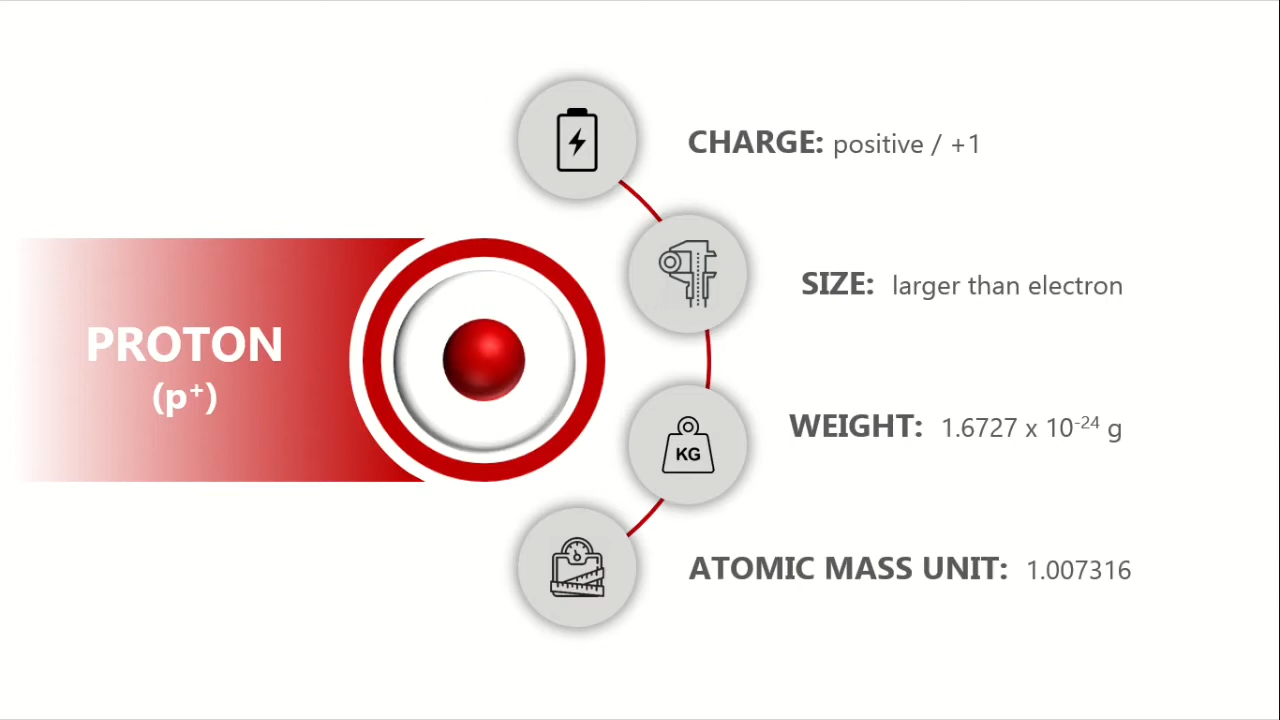 PROTON
(p⁺)
CHARGE: positive / +1
SIZE: larger than electron
KG
WEIGHT: 1.6727 x 10⁻²⁴ g
ATOMIC MASS UNIT: 1.007316